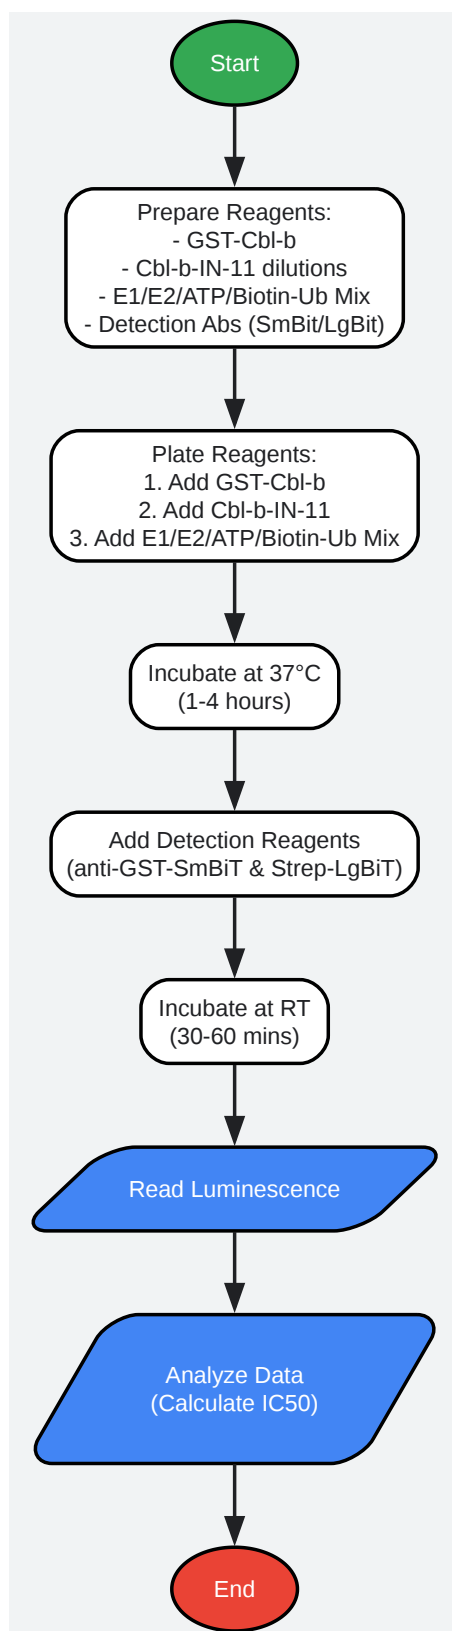 Start
Prepare Reagents:
- GST-Cbl-b
- Cbl-b-IN-11 dilutions
- E1/E2/ATP/Biotin-Ub Mix
- Detection Abs (SmBit/LgBit)
Plate Reagents:
1. Add GST-Cbl-b
2. Add Cbl-b-IN-11
3. Add E1/E2/ATP/Biotin-Ub Mix
Incubate at 37°C
(1-4 hours)
Add Detection Reagents
(anti-GST-SmBiT & Strep-LgBiT)
Incubate at RT
(30-60 mins)
Read Luminescence
Analyze Data
(Calculate IC50)
End